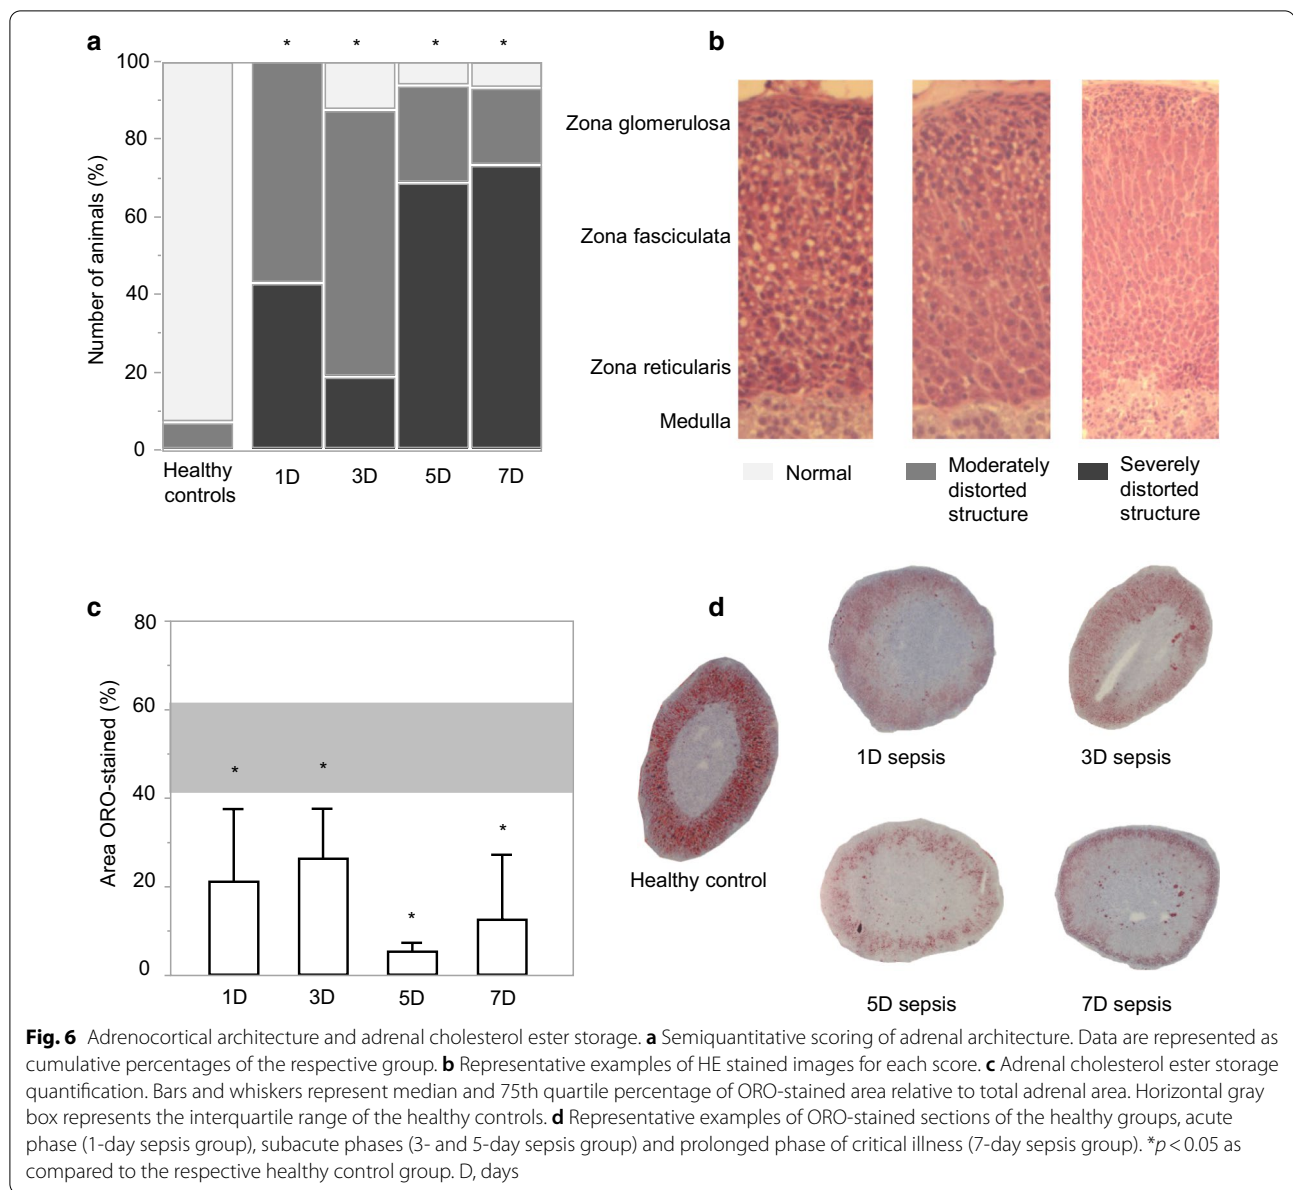 a
* * * *
Number of animals (%)
100
80
60
40
20
0
Healthy
controls
1D
3D
5D
7D
b
Zona glomerulosa
Zona fasciculata
Zona reticularis
Medulla
Normal
Moderately
distorted
structure
Severely
distorted
structure
c
Area ORO-stained (%)
80
60
40
20
0
* * * *
1D
3D
5D
7D
d
Healthy control
1D sepsis
3D sepsis
5D sepsis
7D sepsis
Fig. 6 Adrenocortical architecture and adrenal cholesterol ester storage. a Semiquantitative scoring of adrenal architecture. Data are represented as
cumulative percentages of the respective group. b Representative examples of HE stained images for each score. c Adrenal cholesterol ester storage
quantification. Bars and whiskers represent median and 75th quartile percentage of ORO-stained area relative to total adrenal area. Horizontal gray
box represents the interquartile range of the healthy controls. d Representative examples of ORO-stained sections of the healthy groups, acute
phase (1-day sepsis group), subacute phases (3- and 5-day sepsis group) and prolonged phase of critical illness (7-day sepsis group). *p < 0.05 as
compared to the respective healthy control group. D, days